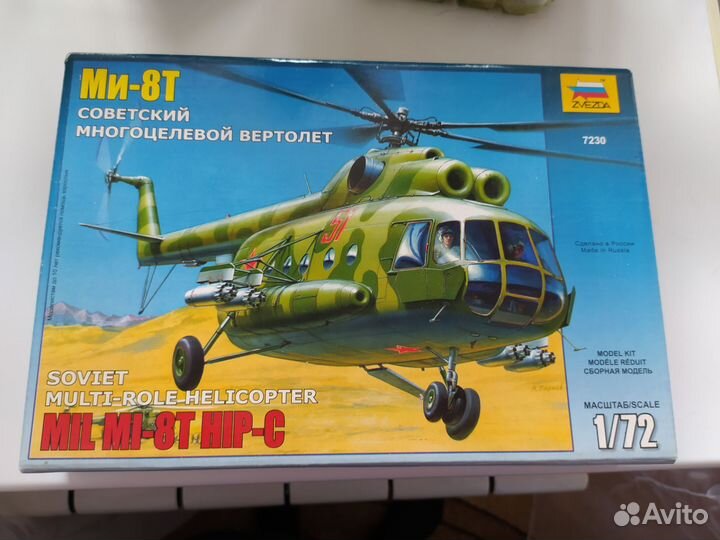 Ми-8Т
СОВЕТСКИЙ
МНОГОЦЕЛЕВОЙ ВЕРТОЛЕТ
ZVEZDA
7230
Сделано в России
Made in Russia
51
MODEL KIT
MODÈLE RÉDUIT
СБОРНАЯ МОДЕЛЬ
МАСШТАБ/SCALE
1/72
SOVIET
MULTI-ROLE HELICOPTER
MIL MI-8T HIP-C
Avito